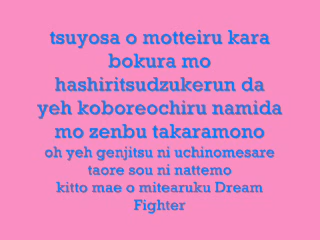 tsuyosa o motteiru kara
bokura mo
hashiritsudzukerun da
yeh koboreochiru namida
mo zenbu takaramono
oh yeh genjitsu ni uchinomesare
taore sou ni nattemo
kitto mae o mitearuku Dream
Fighter